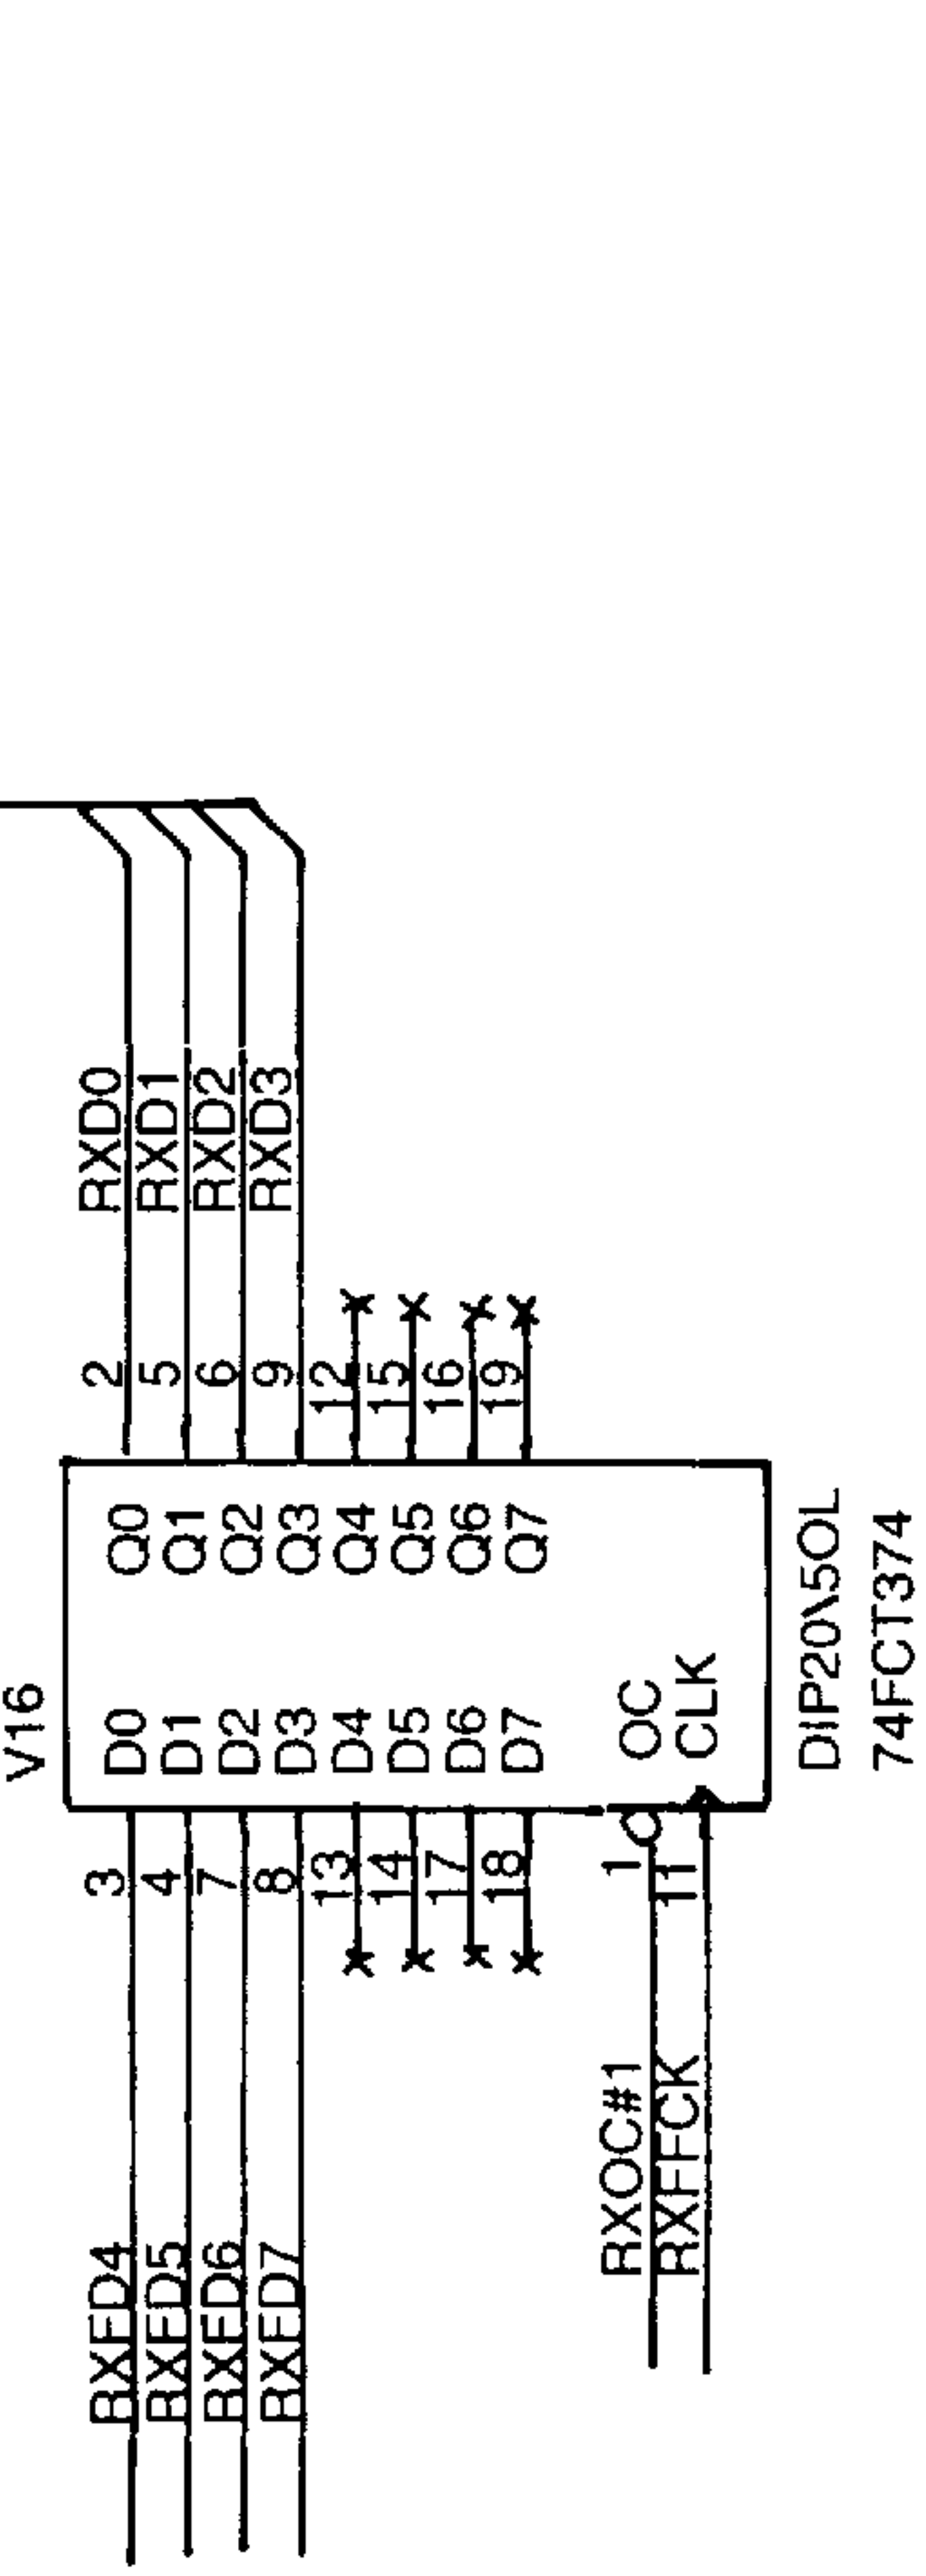 V16
RXFD4 3 D0 Q0 2 RXD0
RXFD5 4 D1 Q1 5 RXD1
RXFD6 7 D2 Q2 6 RXD2
RXFD7 8 D3 Q3 9 RXD3
13 D4 Q4 12
14 D5 Q5 15
17 D6 Q6 16
18 D7 Q7 19
RXOC#1 1 OC
RXFFCK 11 CLK
DIP20\5OL
74FCT374